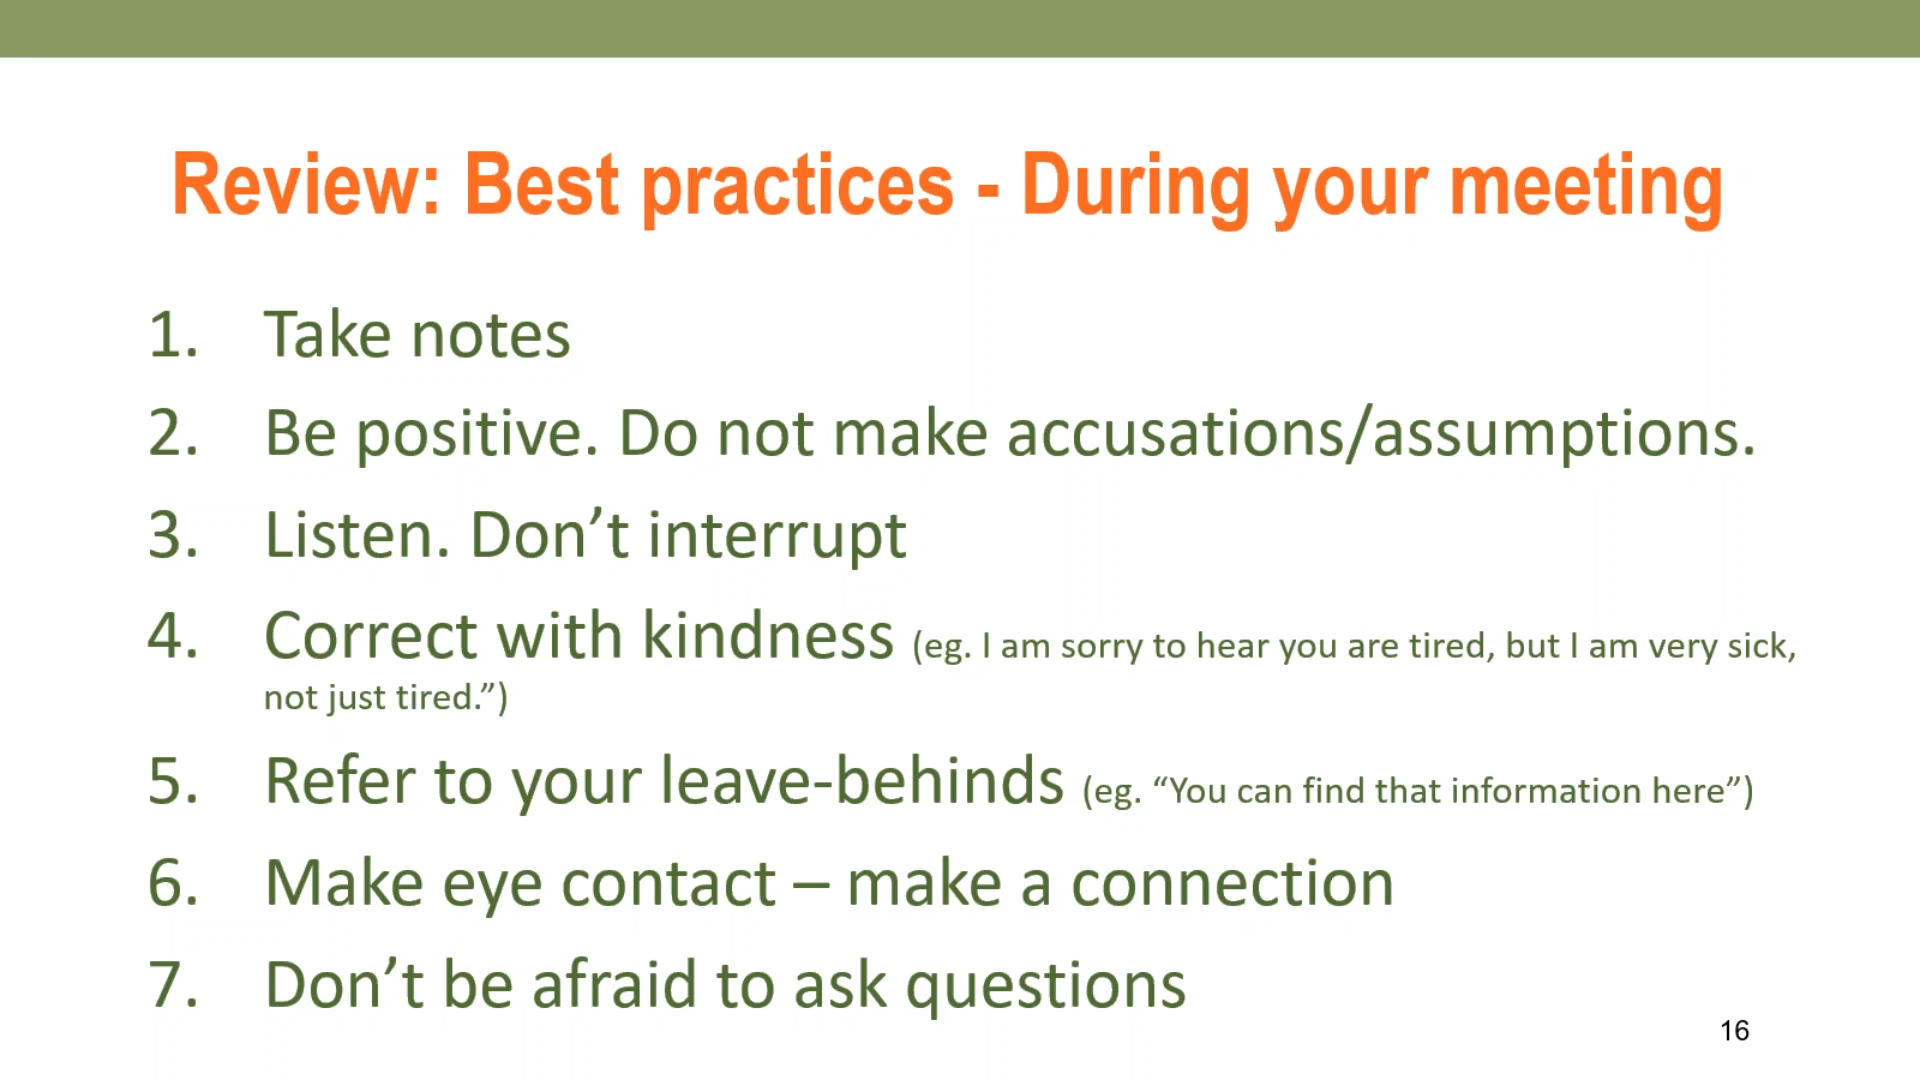 Review: Best practices - During your meeting
1. Take notes
2. Be positive. Do not make accusations/assumptions.
3. Listen. Don’t interrupt
4. Correct with kindness (eg. I am sorry to hear you are tired, but I am very sick,
not just tired.”)
5. Refer to your leave-behinds (eg. “You can find that information here”)
6. Make eye contact – make a connection
7. Don’t be afraid to ask questions
16